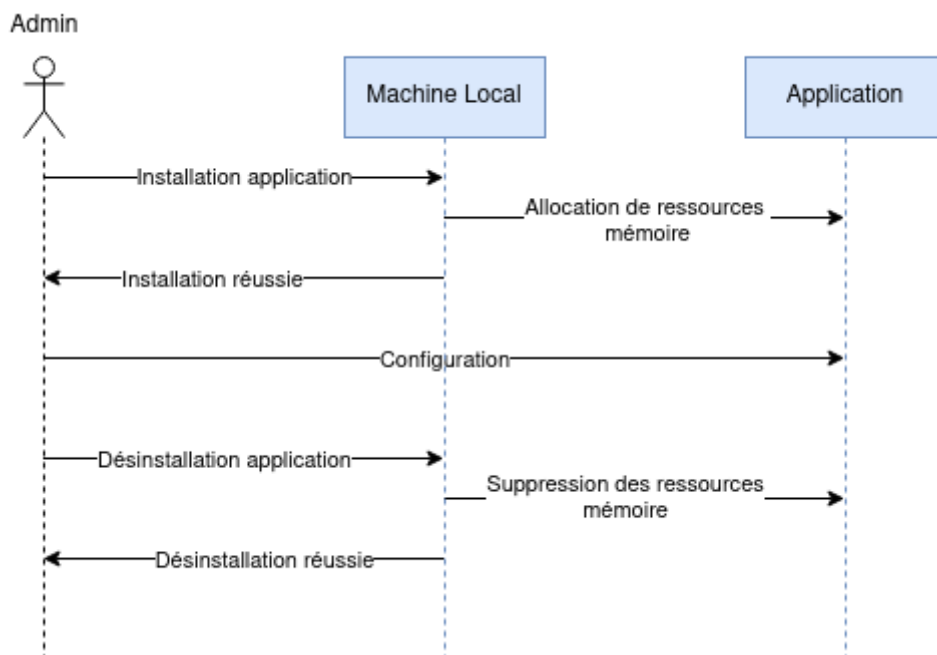 Admin
Machine Local
Application
Installation application
Allocation de ressources
mémoire
Installation réussie
Configuration
Désinstallation application
Suppression des ressources
mémoire
Désinstallation réussie